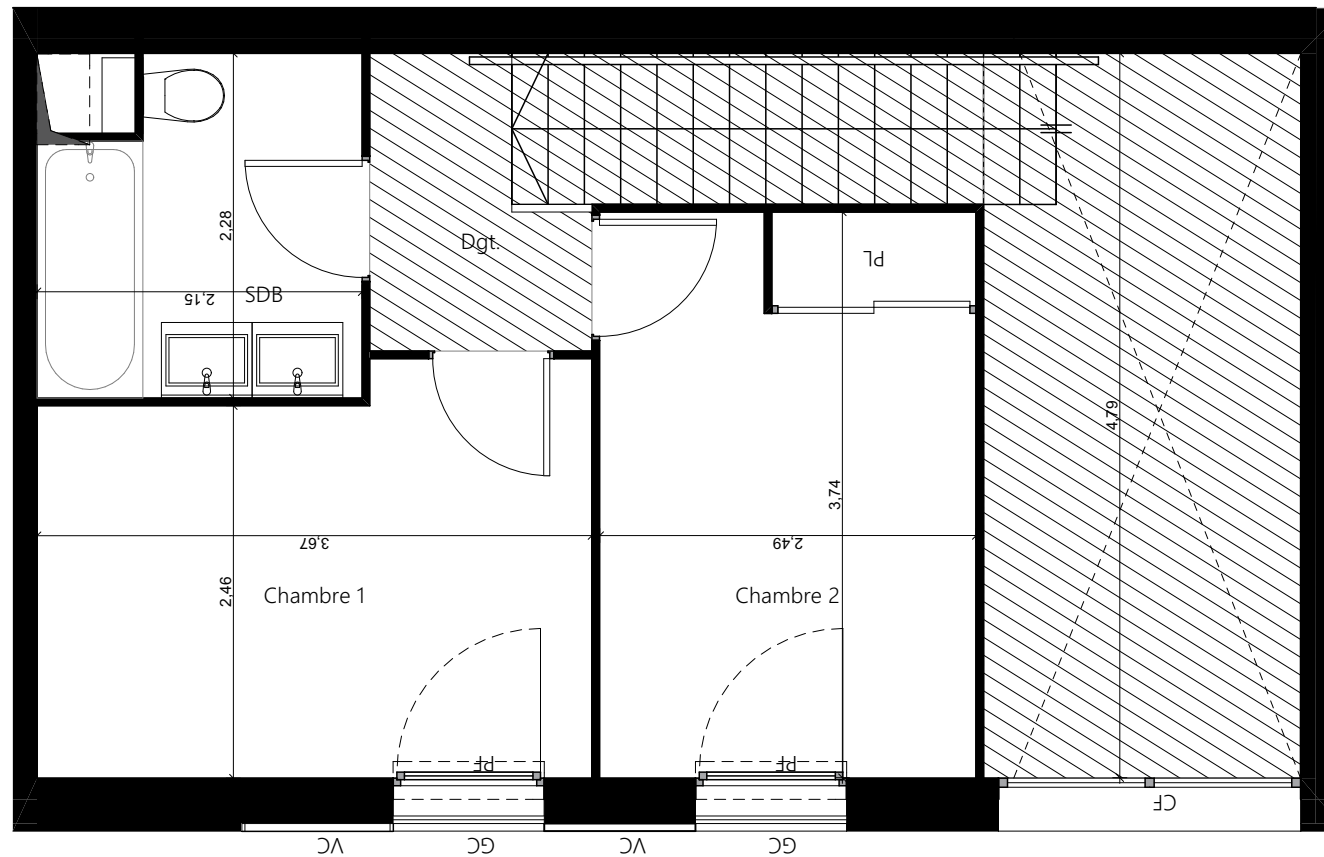 Dgt.
PL
2,28
2,15
SDB
4,79
3,74
3,67
2,49
2,46
Chambre 1
Chambre 2
PF
PF
CF
VC
GC
VC
GC